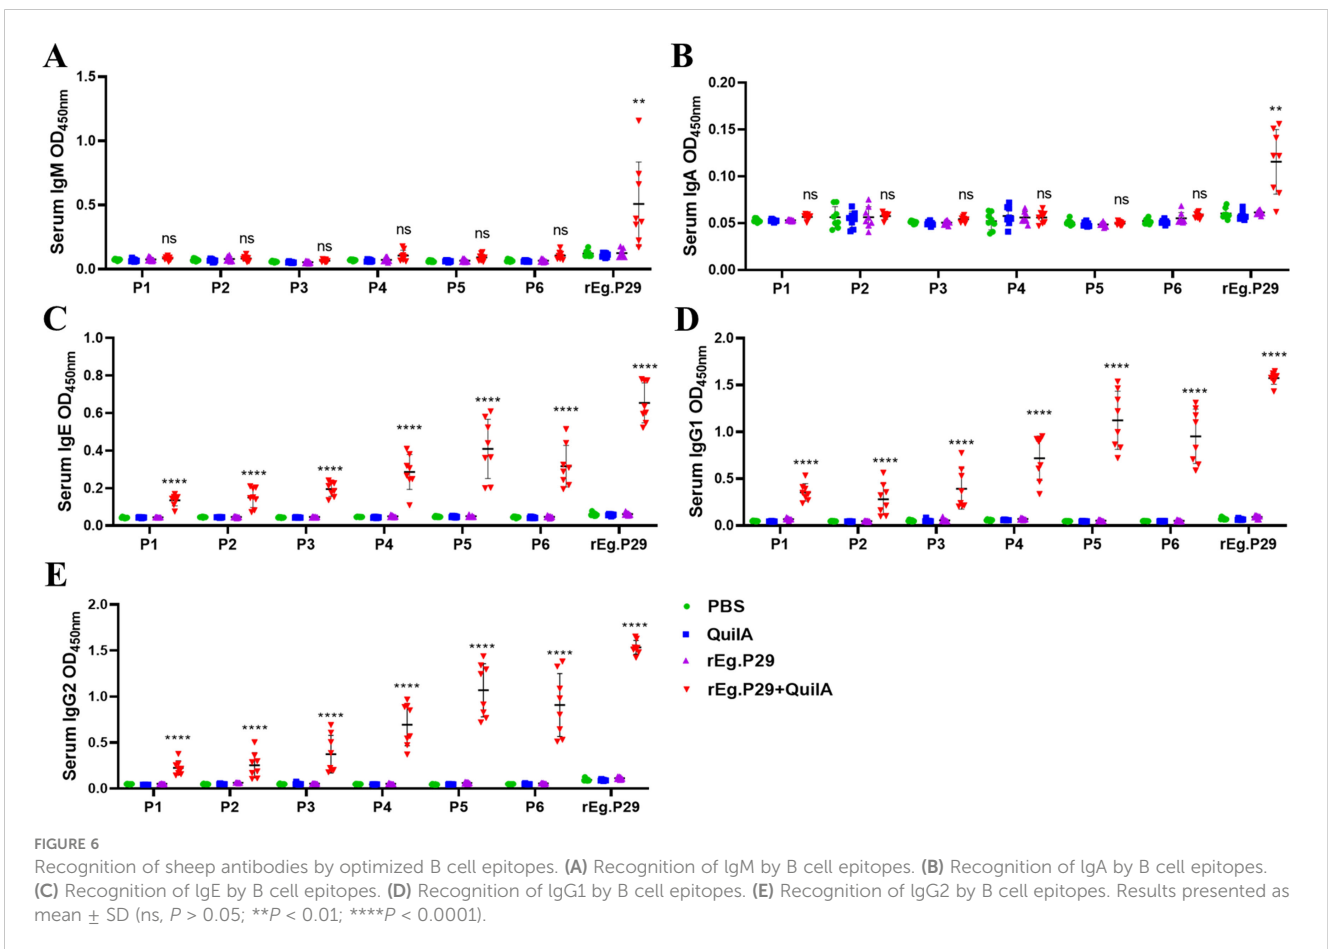 A
Serum IgM OD450nm
1.5
1.0
0.5
0.0
ns ns ns ns ns ns **
P1 P2 P3 P4 P5 P6 rEg.P29
B
Serum IgA OD450nm
0.20
0.15
0.10
0.05
0.00
ns ns ns ns ns ns **
P1 P2 P3 P4 P5 P6 rEg.P29
C
Serum IgE OD450nm
1.0
0.8
0.6
0.4
0.2
0.0
**** **** **** **** **** **** ****
P1 P2 P3 P4 P5 P6 rEg.P29
D
Serum IgG1 OD450nm
2.0
1.5
1.0
0.5
0.0
**** **** **** **** **** **** ****
P1 P2 P3 P4 P5 P6 rEg.P29
E
Serum IgG2 OD450nm
2.0
1.5
1.0
0.5
0.0
**** **** **** **** **** **** ****
P1 P2 P3 P4 P5 P6 rEg.P29
PBS
QuilA
rEg.P29
rEg.P29+QuilA
FIGURE 6
Recognition of sheep antibodies by optimized B cell epitopes. (A) Recognition of IgM by B cell epitopes. (B) Recognition of IgA by B cell epitopes.
(C) Recognition of IgE by B cell epitopes. (D) Recognition of IgG1 by B cell epitopes. (E) Recognition of IgG2 by B cell epitopes. Results presented as
mean ± SD (ns, P > 0.05; **P < 0.01; ****P < 0.0001).